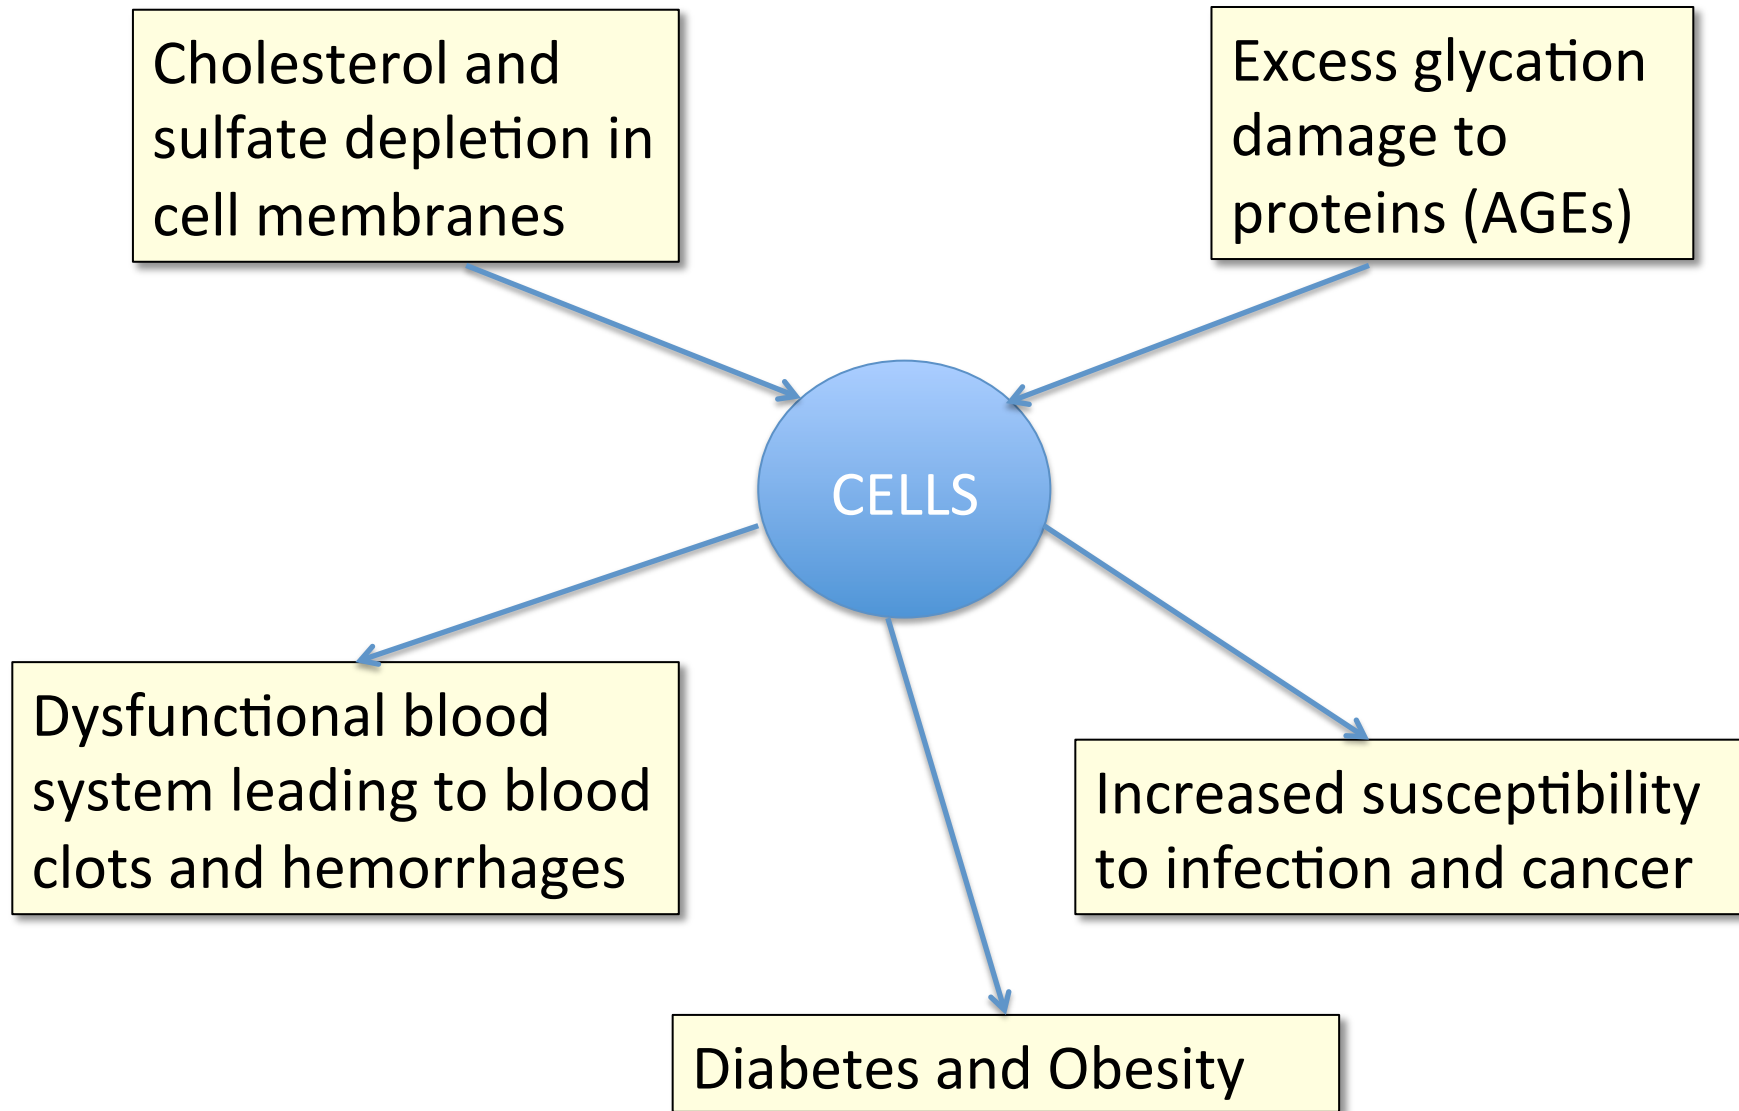 Cholesterol and
sulfate depletion in
cell membranes
Excess glycation
damage to
proteins (AGEs)
CELLS
Dysfunctional blood
system leading to blood
clots and hemorrhages
Increased susceptibility
to infection and cancer
Diabetes and Obesity